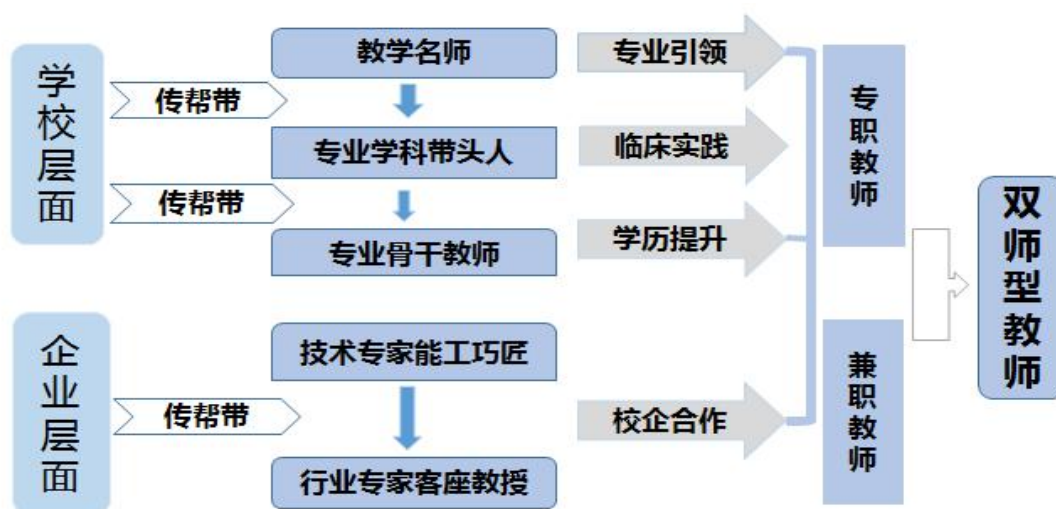 学校层面
传帮带
传帮带
教学名师
专业学科带头人
专业骨干教师
专业引领
临床实践
学历提升
专职教师
企业层面
传帮带
技术专家能工巧匠
行业专家客座教授
校企合作
兼职教师
双师型教师